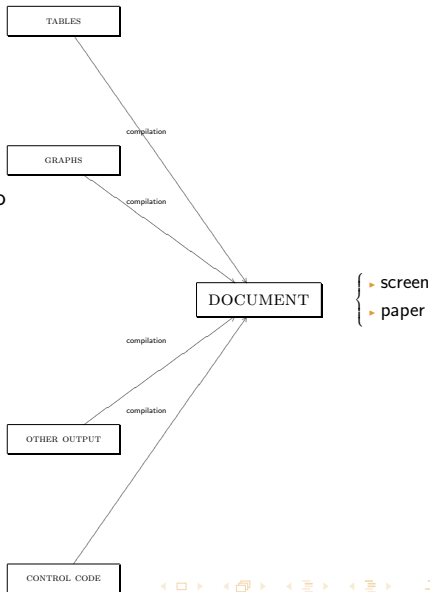 TABLES
compilation
GRAPHS
compilation
DOCUMENT
screen
paper
compilation
compilation
OTHER OUTPUT
CONTROL CODE